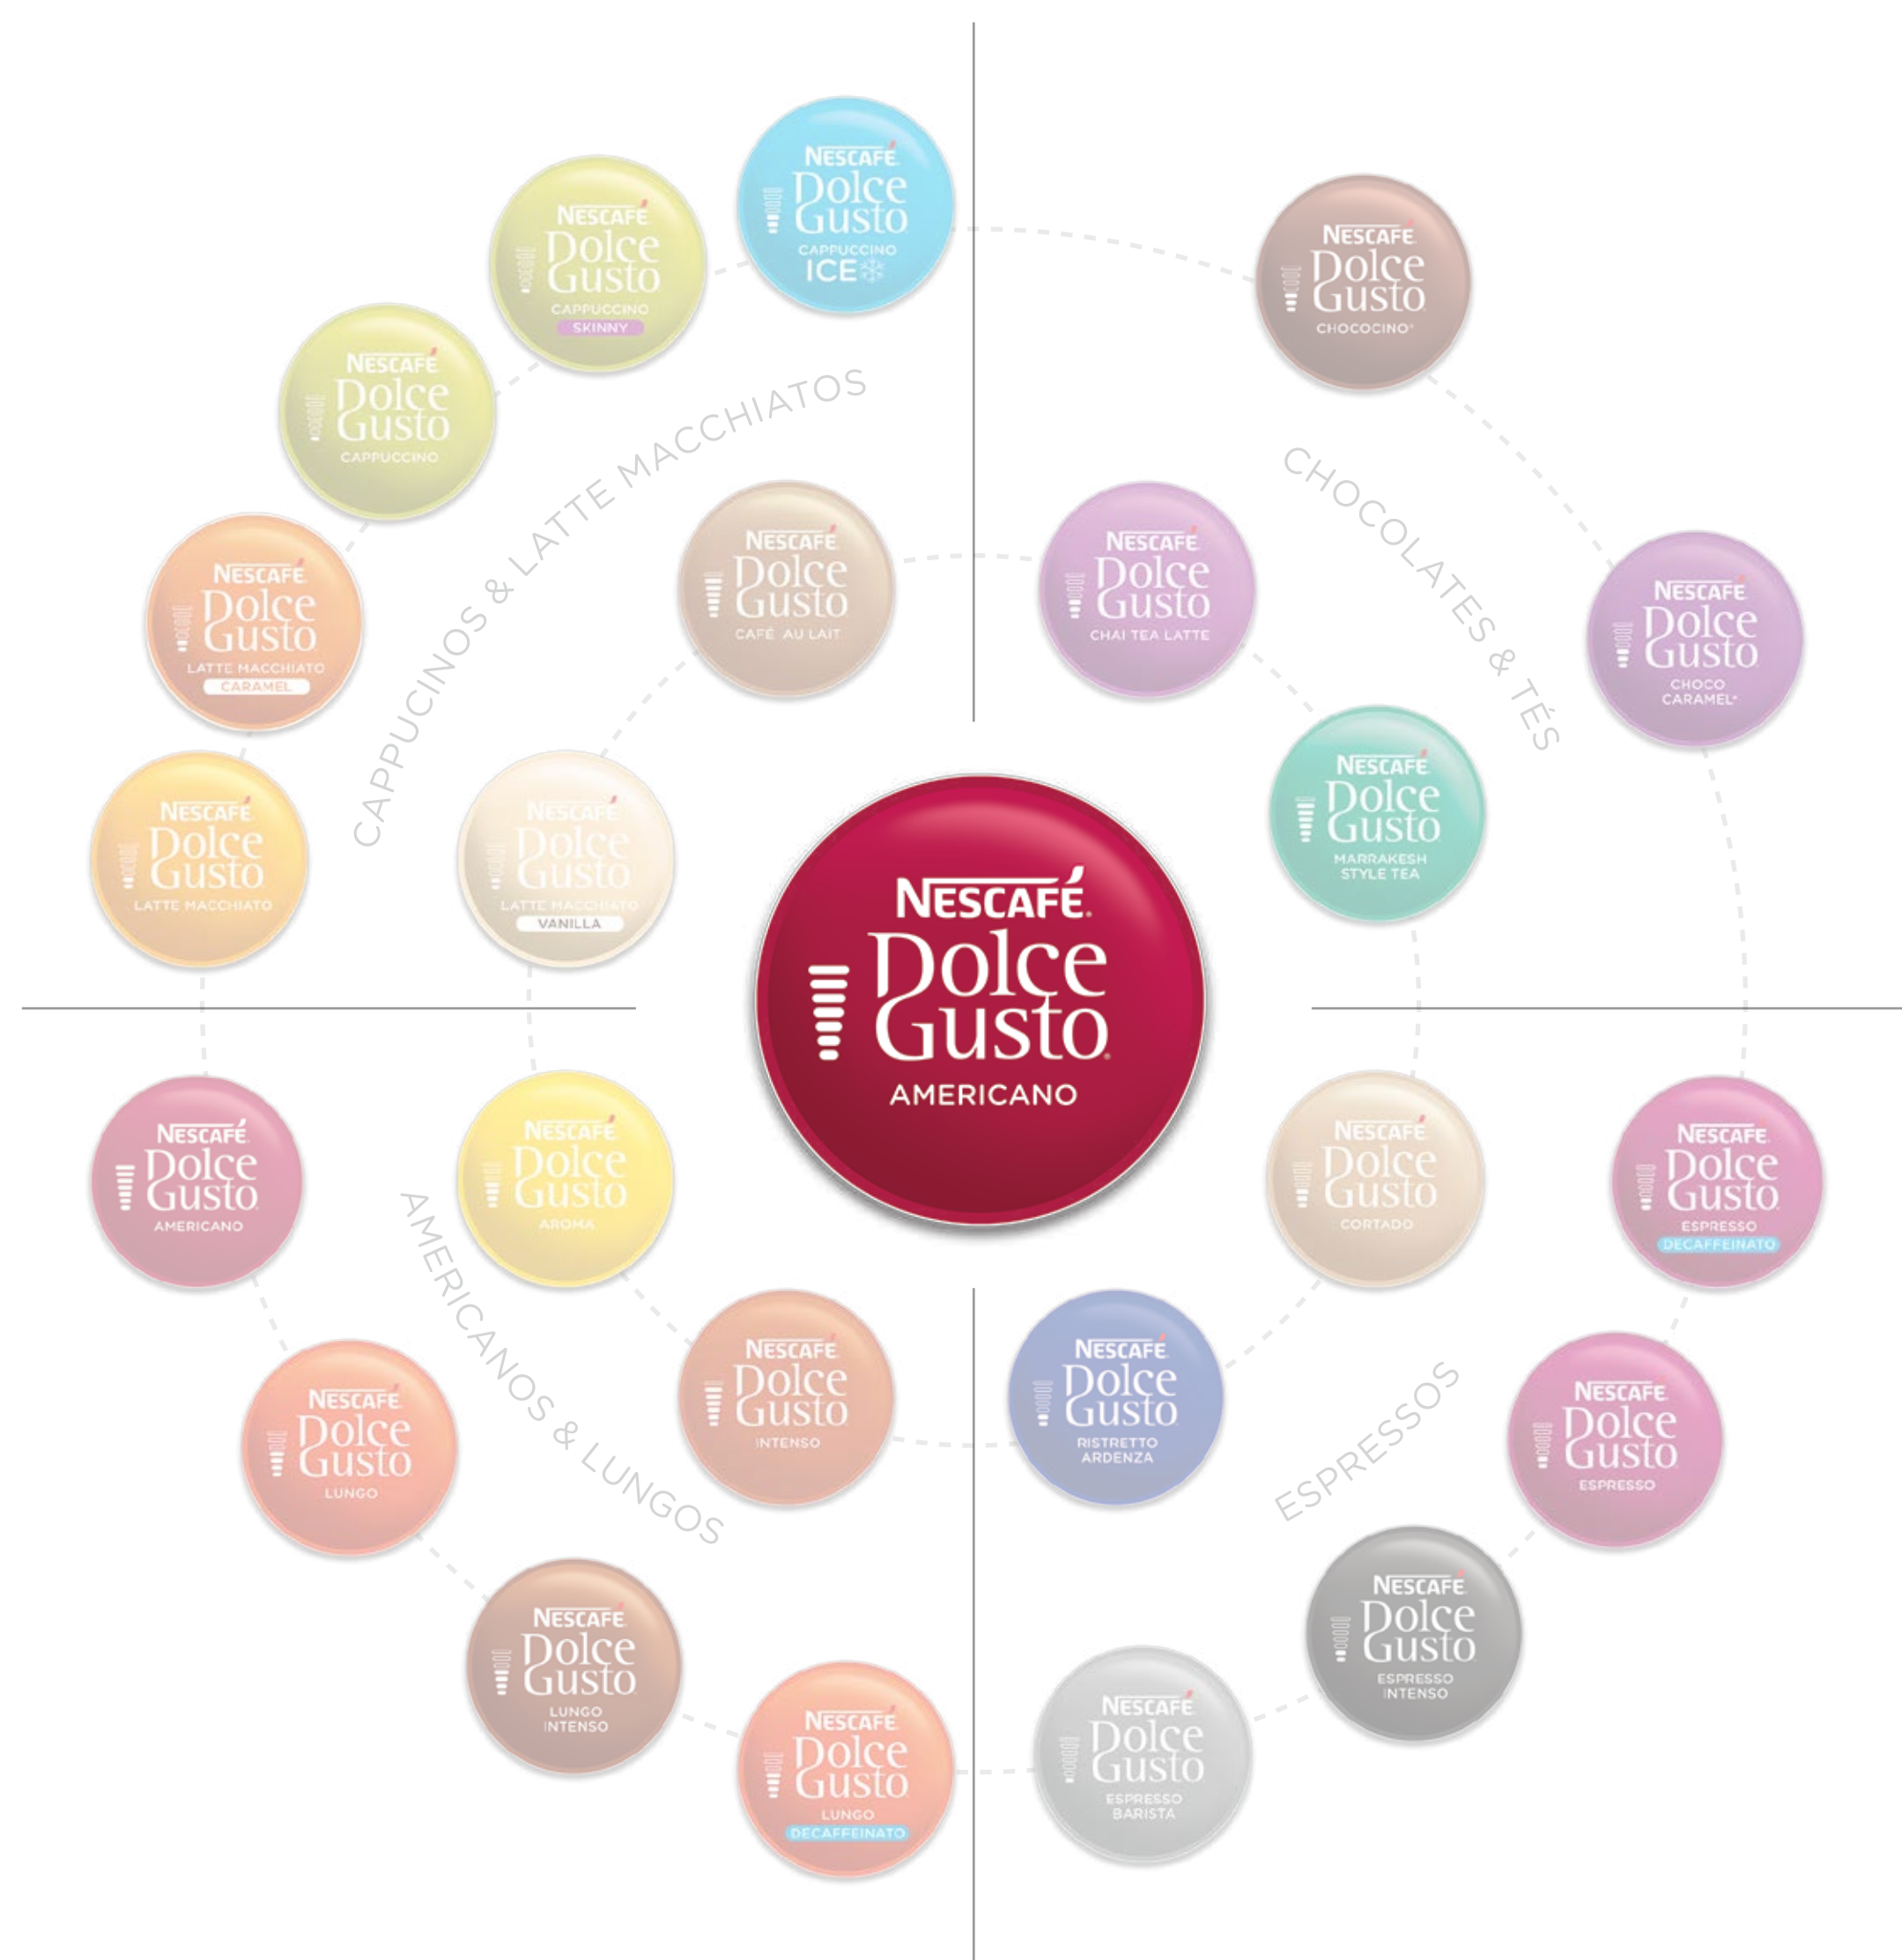 NESCAFÉ
Dolce
Gusto
CAPPUCCINO
ICE
NESCAFÉ
Dolce
Gusto
CAPPUCCINO
SKINNY
NESCAFÉ
Dolce
Gusto
CAPPUCCINO
NESCAFÉ
Dolce
Gusto
LATTE MACCHIATO
CARAMEL
NESCAFÉ
Dolce
Gusto
LATTE MACCHIATO
CAPPUCINOS & LATTE MACCHIATOS
NESCAFÉ
Dolce
Gusto
CAFÉ AU LAIT
NESCAFÉ
Dolce
Gusto
LATTE MACCHIATO
VANILLA
NESCAFÉ
Dolce
Gusto
CHOCOCINO*
NESCAFÉ
Dolce
Gusto
CHOCO
CARAMEL*
CHOCOLATES & TÉS
NESCAFÉ
Dolce
Gusto
CHAI TEA LATTE
NESCAFÉ
Dolce
Gusto
MARRAKESH
STYLE TEA
NESCAFÉ®
Dolce
Gusto®
AMERICANO
NESCAFÉ
Dolce
Gusto
AMERICANO
NESCAFÉ
Dolce
Gusto
AROMA
AMERICANOS & LUNGOS
NESCAFÉ
Dolce
Gusto
INTENSO
NESCAFÉ
Dolce
Gusto
LUNGO
NESCAFÉ
Dolce
Gusto
LUNGO
INTENSO
NESCAFÉ
Dolce
Gusto
LUNGO
DECAFFEINATO
NESCAFÉ
Dolce
Gusto
CORTADO
NESCAFÉ
Dolce
Gusto
ESPRESSO
DECAFFEINATO
NESCAFÉ
Dolce
Gusto
RISTRETTO
ARDENZA
ESPRESSOS
NESCAFÉ
Dolce
Gusto
ESPRESSO
NESCAFÉ
Dolce
Gusto
ESPRESSO
INTENSO
NESCAFÉ
Dolce
Gusto
ESPRESSO
BARISTA